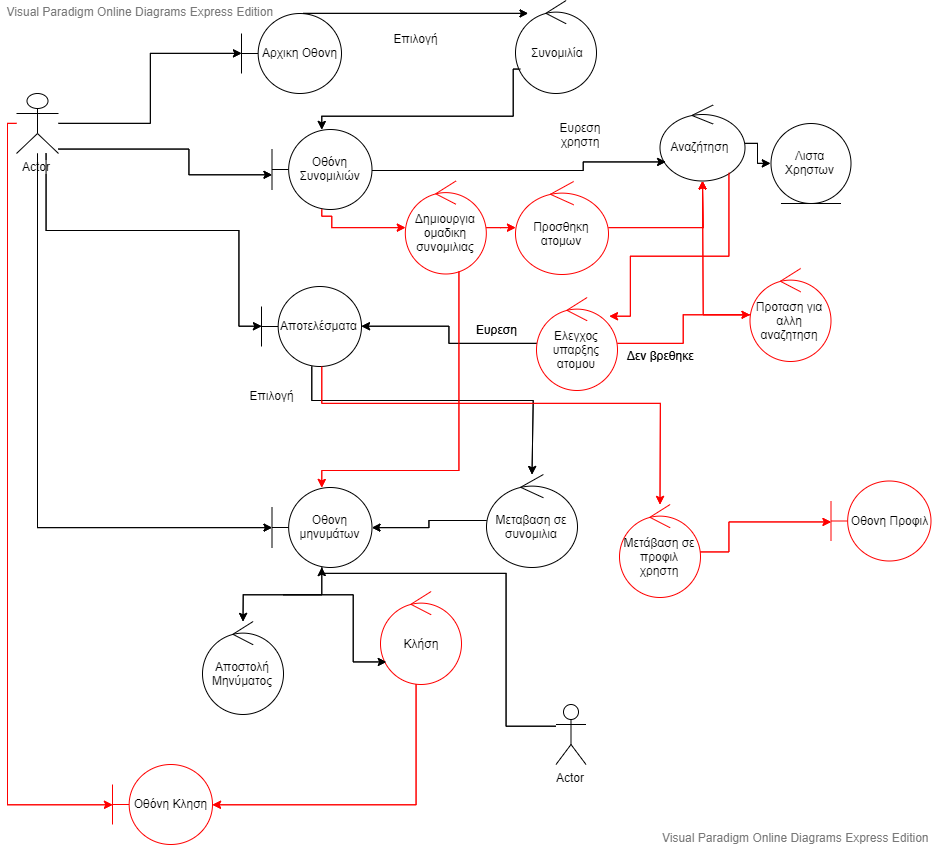 Visual Paradigm Online Diagrams Express Edition
Επιλογή
Αρχικη Οθονη
Συνομιλία
Actor
Ευρεση
χρηστη
Αναζήτηση
Λιστα
Χρηστων
Οθόνη
Συνομιλιών
Δημιουργια
ομαδικη
συνομιλιας
Προσθηκη
ατομων
Αποτελέσματα
Ευρεση
Ελεγχος
υπαρξης
ατομου
Δεν βρεθηκε
Προταση για
αλλη
αναζητηση
Επιλογή
Οθονη
μηνυμάτων
Μεταβαση σε
συνομιλια
Μετάβαση σε
προφιλ
χρηστη
Οθονη Προφιλ
Αποστολή
Μηνύματος
Κλήση
Actor
Οθόνη Κληση
Visual Paradigm Online Diagrams Express Edition